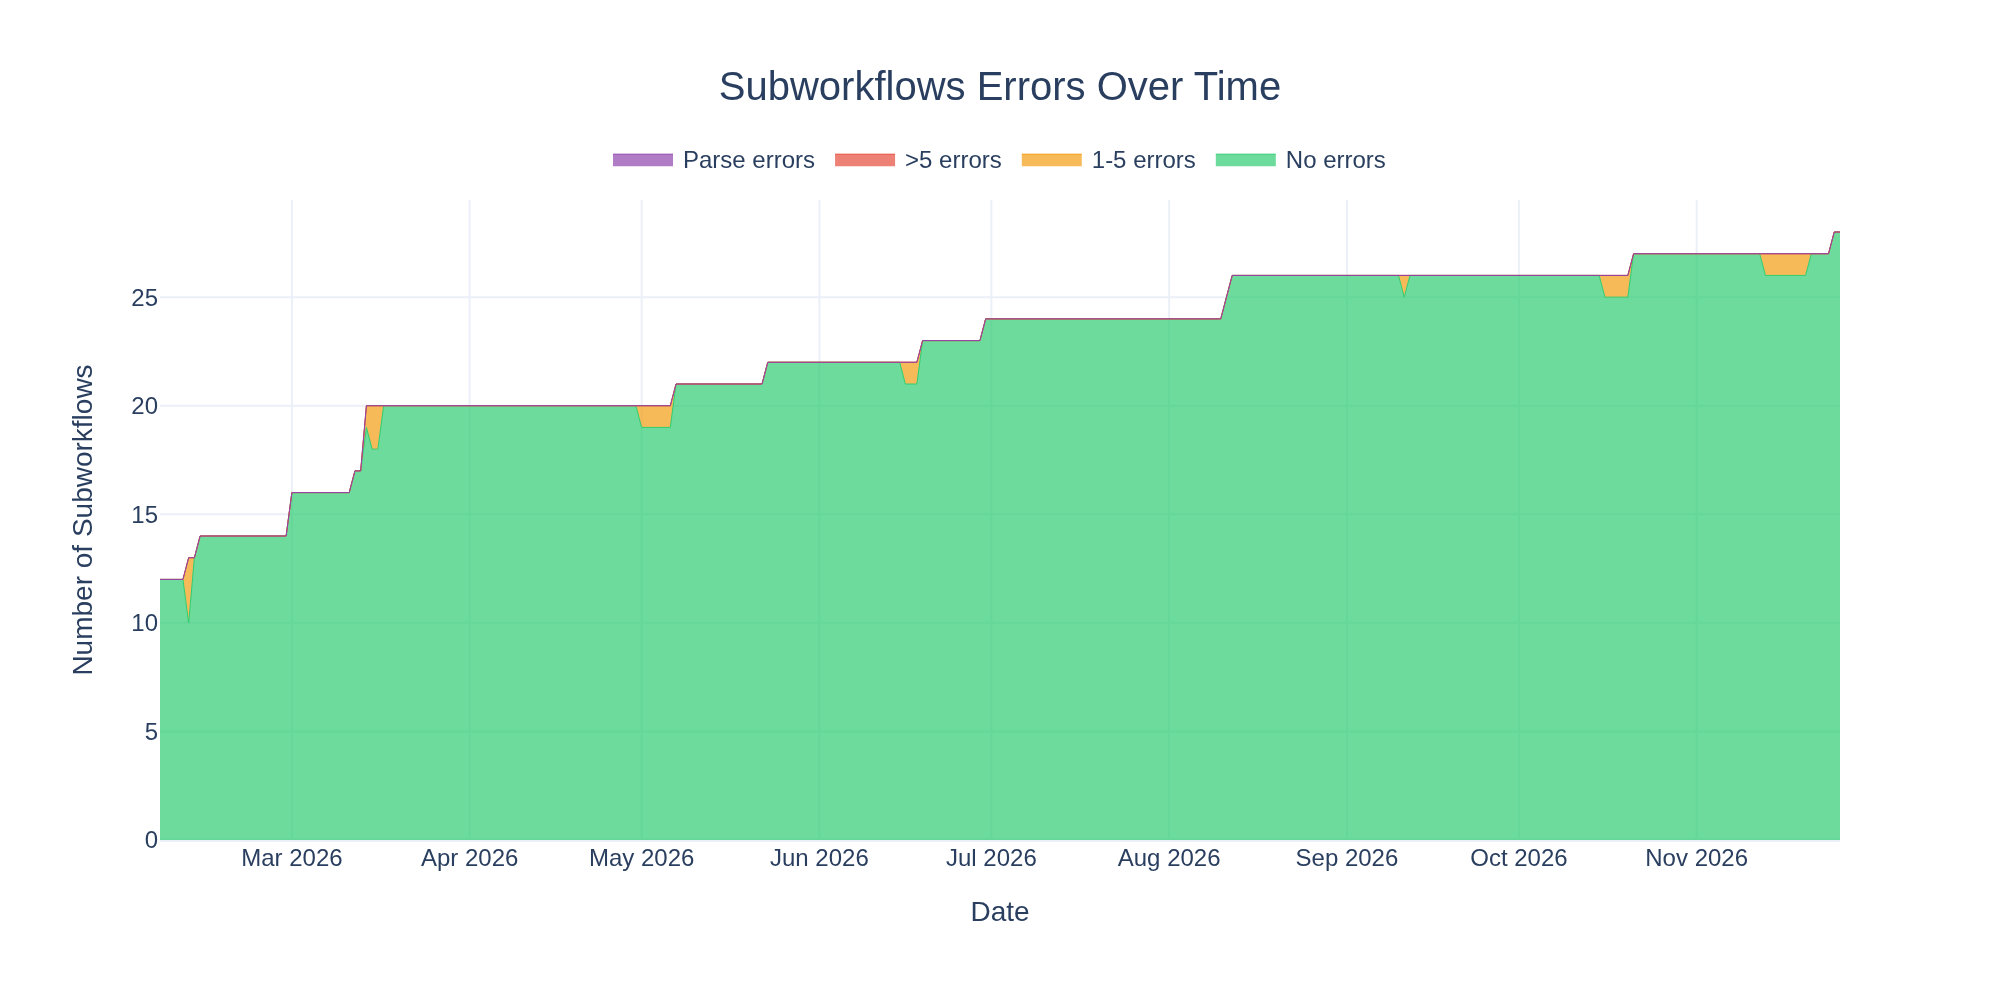 Subworkflows Errors Over Time
Parse errors >5 errors 1-5 errors No errors
Number of Subworkflows
25
20
15
10
5
0
Mar 2026 Apr 2026 May 2026 Jun 2026 Jul 2026 Aug 2026 Sep 2026 Oct 2026 Nov 2026
Date